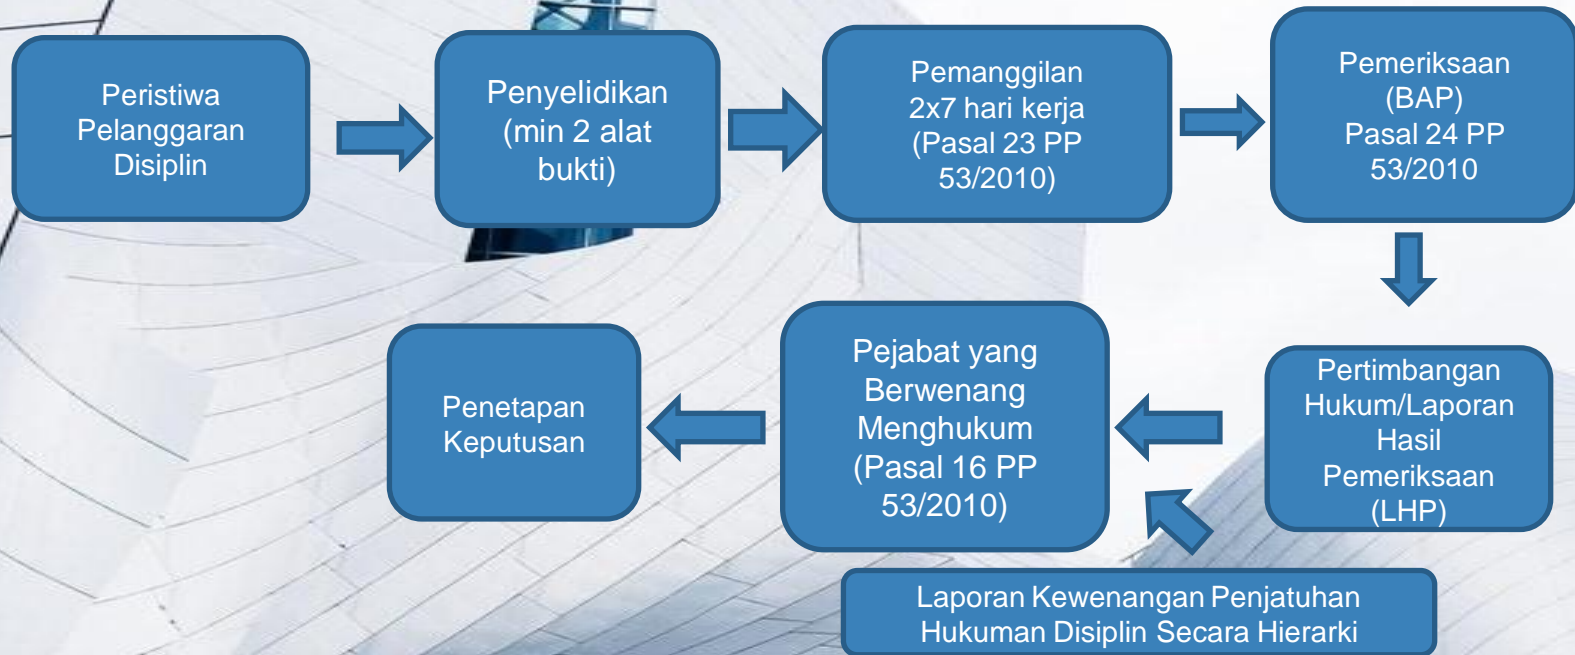 Peristiwa
Pelanggaran
Disiplin
Penyelidikan
(min 2 alat
bukti)
Pemanggilan
2x7 hari kerja
(Pasal 23 PP
53/2010)
Pemeriksaan
(BAP)
Pasal 24 PP
53/2010
Pertimbangan
Hukum/Laporan
Hasil
Pemeriksaan
(LHP)
Pejabat yang
Berwenang
Menghukum
(Pasal 16 PP
53/2010)
Penetapan
Keputusan
Laporan Kewenangan Penjatuhan
Hukuman Disiplin Secara Hierarki